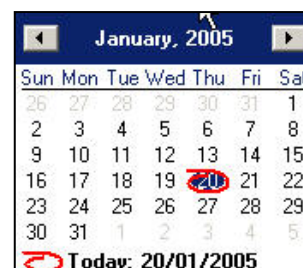 January, 2005
Sun Mon Tue Wed Thu Fri Sa
26 27 28 29 30 31 1
2 3 4 5 6 7 8
9 10 11 12 13 14 15
16 17 18 19 20 21 22
23 24 25 26 27 28 29
30 31 1 2 3 4 5
Today: 20/01/2005